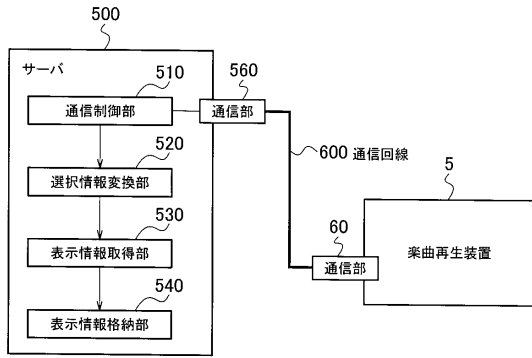 500
サーバ
510
通信制御部
560
通信部
520
選択情報変換部
600 通信回線
530
表示情報取得部
5
楽曲再生装置
60
通信部
540
表示情報格納部